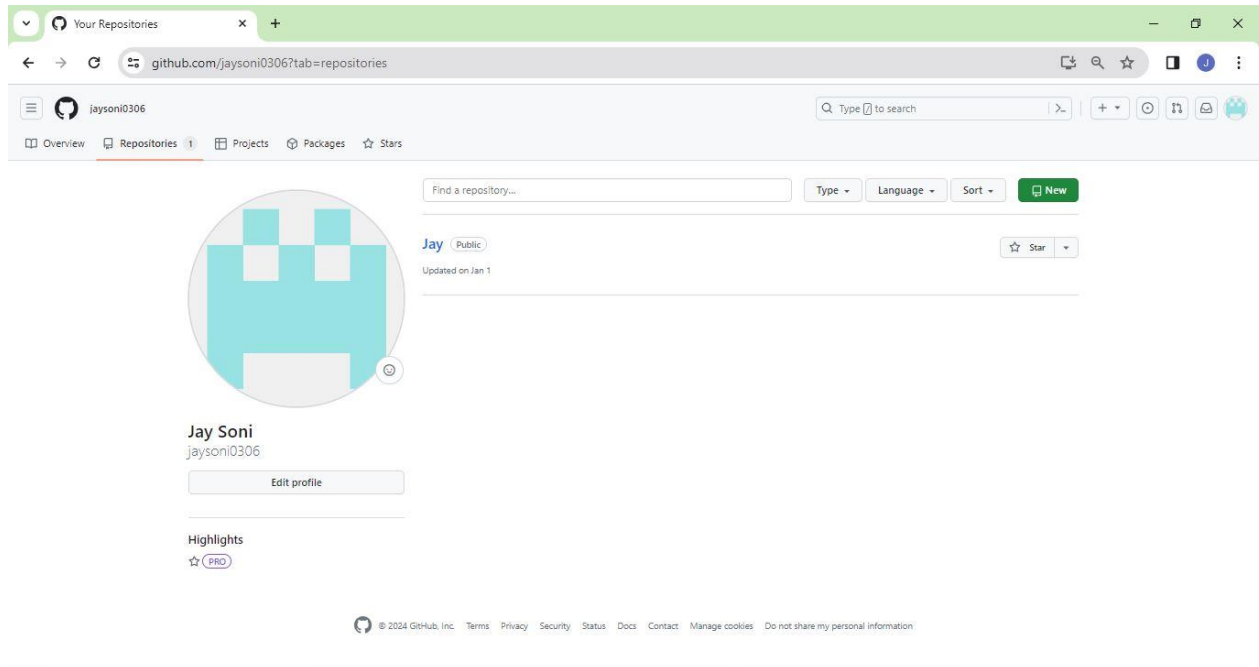 Your Repositories
github.com/jaysoni0306?tab=repositories
J
jaysoni0306
Type / to search
Overview Repositories 1 Projects Packages Stars
Find a repository...
Type Language Sort New
Jay Public
Star
Updated on Jan 1
Jay Soni
jaysoni0306
Edit profile
Highlights
PRO
© 2024 GitHub, Inc. Terms Privacy Security Status Docs Contact Manage cookies Do not share my personal information